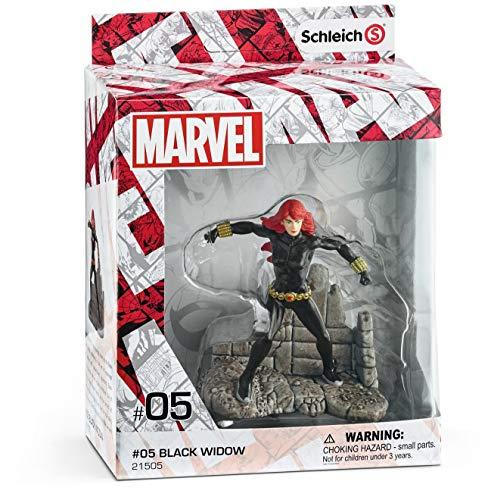 Schleich S
MARVEL
#05
#05 BLACK WIDOW
21505
WARNING:
CHOKING HAZARD - small parts.
Not for children under 3 years.